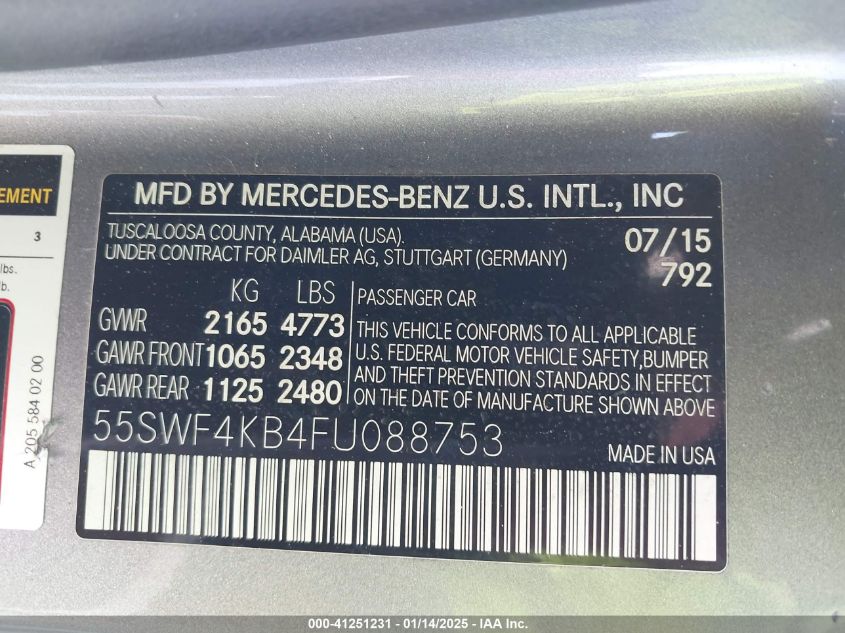 EMENT
3
lbs.
b.
A 205 584 02 00
MFD BY MERCEDES-BENZ U.S. INTL., INC
TUSCALOOSA COUNTY, ALABAMA (USA).
UNDER CONTRACT FOR DAIMLER AG, STUTTGART (GERMANY)
07/15
792
KG LBS
GVWR 2165 4773
GAWR FRONT 1065 2348
GAWR REAR 1125 2480
PASSENGER CAR
THIS VEHICLE CONFORMS TO ALL APPLICABLE
U.S. FEDERAL MOTOR VEHICLE SAFETY,BUMPER
AND THEFT PREVENTION STANDARDS IN EFFECT
ON THE DATE OF MANUFACTURE SHOWN ABOVE
55SWF4KB4FU088753
MADE IN USA
000-41251231 - 01/14/2025 - IAA Inc.